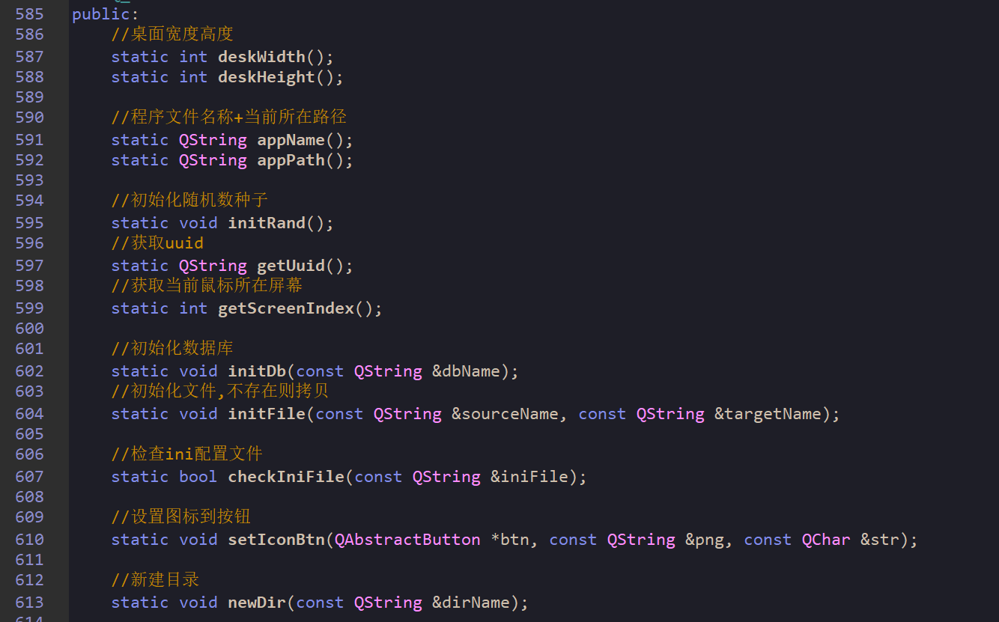 585 public:
586 //桌面宽度高度
587 static int deskWidth();
588 static int deskHeight();
589
590 //程序文件名称+当前所在路径
591 static QString appName();
592 static QString appPath();
593
594 //初始化随机数种子
595 static void initRand();
596 //获取uuid
597 static QString getUuid();
598 //获取当前鼠标所在屏幕
599 static int getScreenIndex();
600
601 //初始化数据库
602 static void initDb(const QString &dbName);
603 //初始化文件,不存在则拷贝
604 static void initFile(const QString &sourceName, const QString &targetName);
605
606 //检查ini配置文件
607 static bool checkIniFile(const QString &iniFile);
608
609 //设置图标到按钮
610 static void setIconBtn(QAbstractButton *btn, const QString &png, const QChar &str);
611
612 //新建目录
613 static void newDir(const QString &dirName);
614